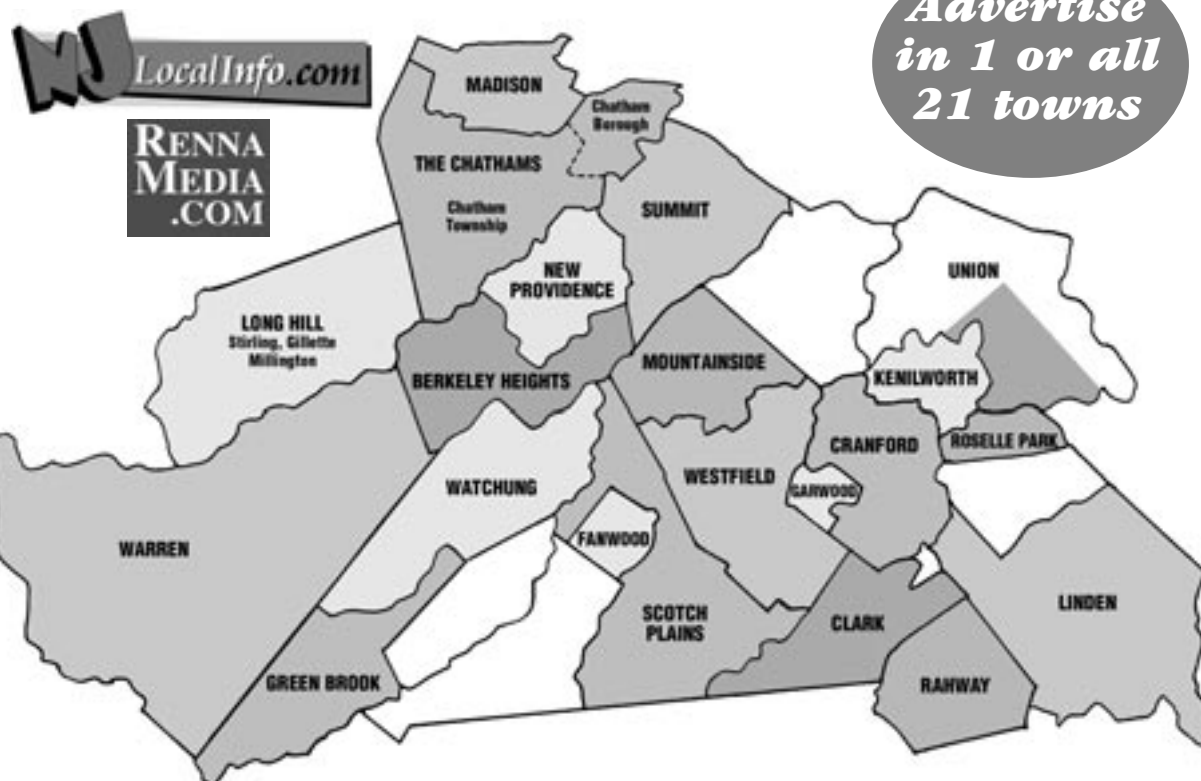 NJ LocalInfo.com
RENNA
MEDIA
.COM
Advertise
in 1 or all
21 towns
MADISON
Chatham
Borough
THE CHATHAMS
Chatham
Township
SUMMIT
NEW
PROVIDENCE
UNION
LONG HILL
Stirling, Gillette
Millington
BERKELEY HEIGHTS
MOUNTAINSIDE
KENILWORTH
ROSELLE PARK
CRANFORD
WESTFIELD
GARWOOD
WATCHUNG
FANWOOD
WARREN
SCOTCH
PLAINS
CLARK
LINDEN
GREEN BROOK
RAHWAY